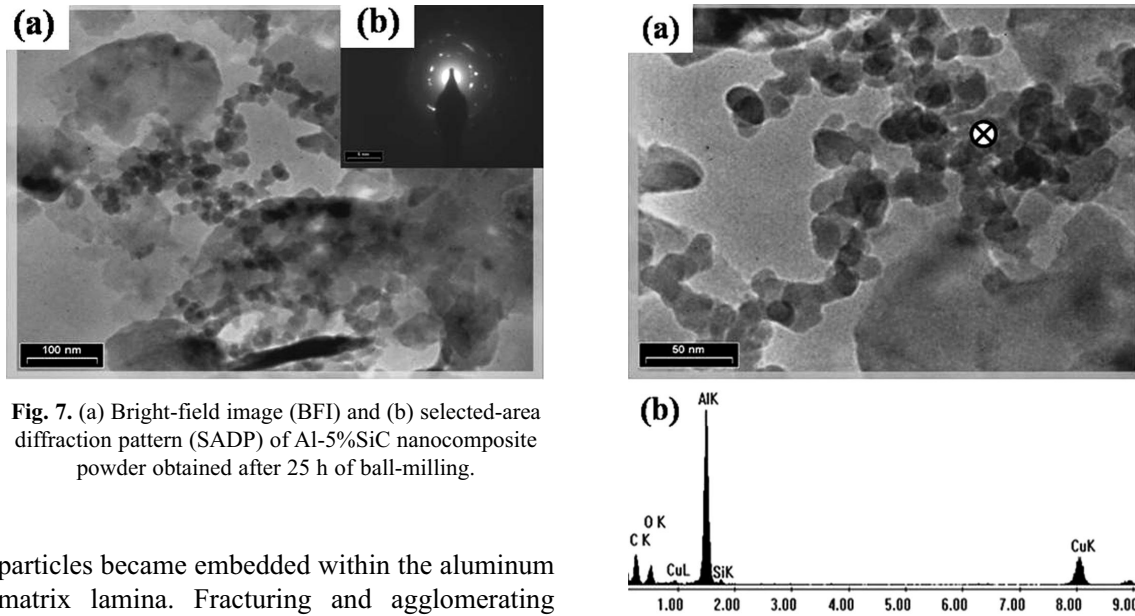 (a)
(b)
100 nm
Fig. 7. (a) Bright-field image (BFI) and (b) selected-area
diffraction pattern (SADP) of Al-5%SiC nanocomposite
powder obtained after 25 h of ball-milling.
particles became embedded within the aluminum
matrix lamina. Fracturing and agglomerating
(a)
50 nm
(b)
AlK
O K
C K
CuL
SiK
CuK
1.00 2.00 3.00 4.00 5.00 6.00 7.00 8.00 9.00